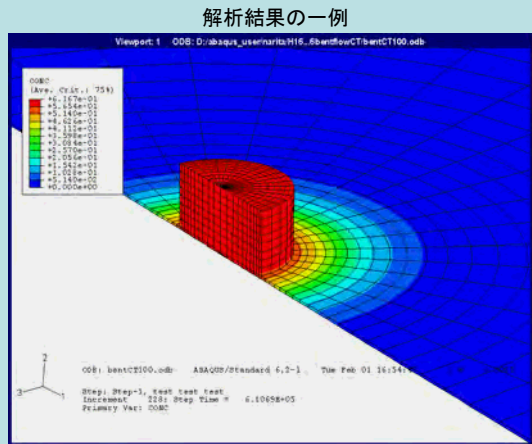 解析結果の一例
Viewport: 1 ODB: D:/abaqus_user/narita/H16...6bentflowCT/bentCT100.odb
CONC
(Ave. Crit.: 75%)
+6.167e-01
+5.654e-01
+5.140e-01
+4.626e-01
+4.112e-01
+3.598e-01
+3.084e-01
+2.570e-01
+2.056e-01
+1.542e-01
+1.028e-01
+5.140e-02
+0.000e+00
2
3
1
ODB: bentCT100.odb ABAQUS/Standard 6.2-1 Tue Feb 01 16:54:
Step: Step-1, test test test
Increment 228: Step Time = 6.1069E+05
Primary Var: CONC